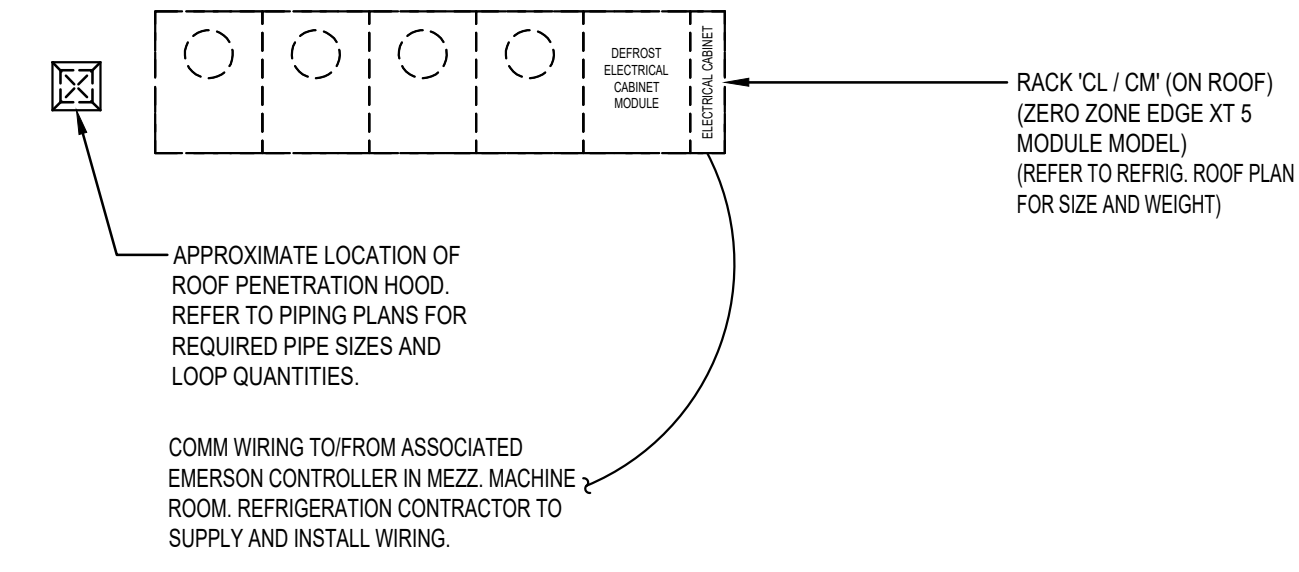 DEFROST
ELECTRICAL
CABINET
MODULE
ELECTRICAL CABINET
RACK 'CL / CM' (ON ROOF)
(ZERO ZONE EDGE XT 5
MODULE MODEL)
(REFER TO REFRIG. ROOF PLAN
FOR SIZE AND WEIGHT)
APPROXIMATE LOCATION OF
ROOF PENETRATION HOOD.
REFER TO PIPING PLANS FOR
REQUIRED PIPE SIZES AND
LOOP QUANTITIES.
COMM WIRING TO/FROM ASSOCIATED
EMERSON CONTROLLER IN MEZZ. MACHINE
ROOM. REFRIGERATION CONTRACTOR TO
SUPPLY AND INSTALL WIRING.